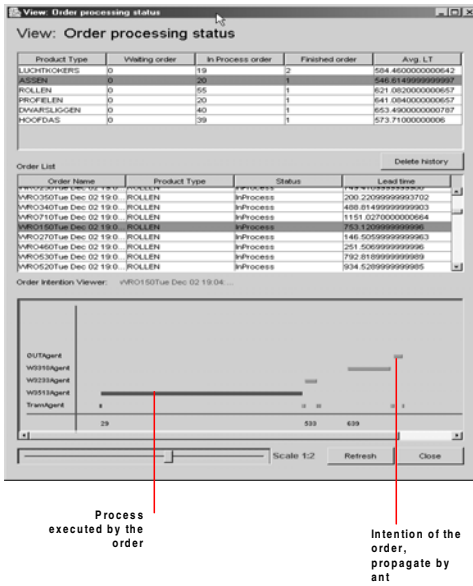 View: Order processing status
View: Order processing status
Product Type Waiting order In Process order Finished order Avg. LT
LUCHTKOKERS 0 19 2 584.4600000000642
ASSEN 0 20 1 546.6149999999997
ROLLEN 0 55 1 621.0820000000657
PROFIELEN 0 20 1 641.0840000000657
DWARSLIGGEN 0 40 1 653.4900000000787
HOOFDAS 0 39 1 573.71000000006
Delete history
Order List
Order Name Product Type Status Lead time
WRO350Tue Dec 02 19:0... ROLLEN InProcess 200.22099999993702
WRO340Tue Dec 02 19:0... ROLLEN InProcess 488.81499999999903
WRO710Tue Dec 02 19:0... ROLLEN InProcess 1151.0270000000664
WRO150Tue Dec 02 19:0... ROLLEN InProcess 753.1209999999996
WRO270Tue Dec 02 19:0... ROLLEN InProcess 146.50599999999963
WRO460Tue Dec 02 19:0... ROLLEN InProcess 251.5069999999996
WRO530Tue Dec 02 19:0... ROLLEN InProcess 792.8189999999989
WRO520Tue Dec 02 19:0... ROLLEN InProcess 934.5289999999985
Order Intention Viewer: WRO150Tue Dec 02 19:04:...
OUTAgent
W3310Agent
W3233Agent
W3513Agent
TramAgent
29 533 639
Scale 1:2 Refresh Close
Process
executed by the
order
Intention of the
order,
propagate by
ant